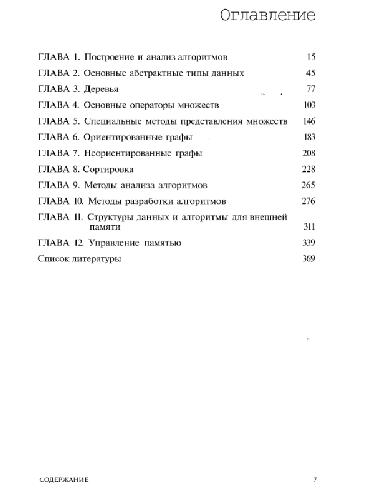 Оглавление
ГЛАВА 1. Построение и анализ алгоритмов 15
ГЛАВА 2. Основные абстрактные типы данных 45
ГЛАВА 3. Деревья 77
ГЛАВА 4. Основные операторы множеств 103
ГЛАВА 5. Специальные методы представления множеств 146
ГЛАВА 6. Ориентированные графы 183
ГЛАВА 7. Неориентированные графы 208
ГЛАВА 8. Сортировка 228
ГЛАВА 9. Методы анализа алгоритмов 265
ГЛАВА 10. Методы разработки алгоритмов 276
ГЛАВА 11. Структуры данных и алгоритмы для внешней
памяти 311
ГЛАВА 12. Управление памятью 339
Список литературы 369
СОДЕРЖАНИЕ 7